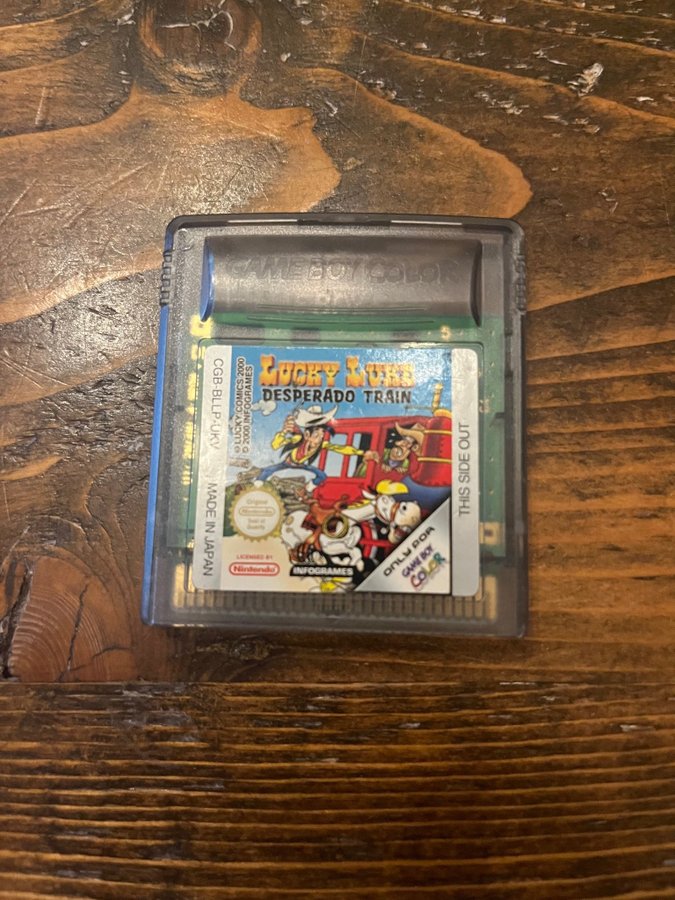 GAME BOY COLOR
LUCKY LUKE
DESPERADO TRAIN
© LUCKY COMICS 2000
© 2000 INFOGRAMES
CGB-BLLP-UKV
MADE IN JAPAN
THIS SIDE OUT
Original
Nintendo
Seal of
Quality
LICENSED BY
Nintendo
INFOGRAMES
ONLY FOR
GAME BOY
COLOR